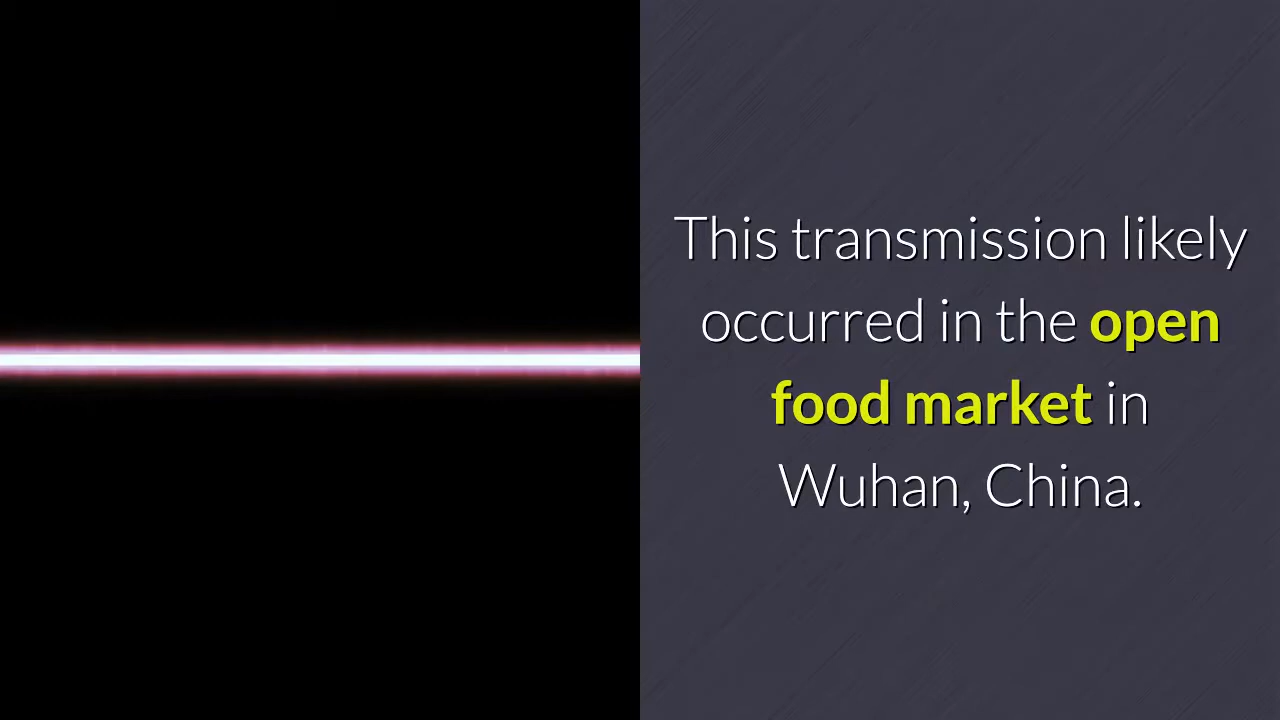 This transmission likely
occurred in the open
food market in
Wuhan, China.